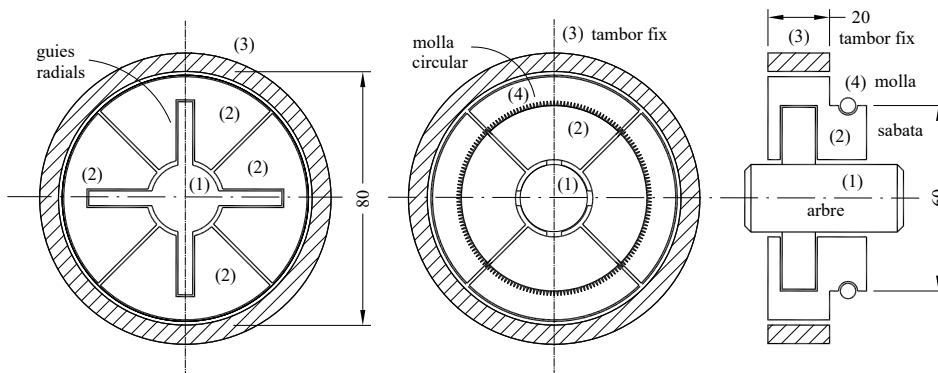 (3)
guies
radials
(2)
(2)
(2)
(1)
(2)
80
(3) tambor fix
molla
circular
(4)
(2)
(1)
20
(3)
tambor fix
(4) molla
(2)
sabata
(1)
arbre
60